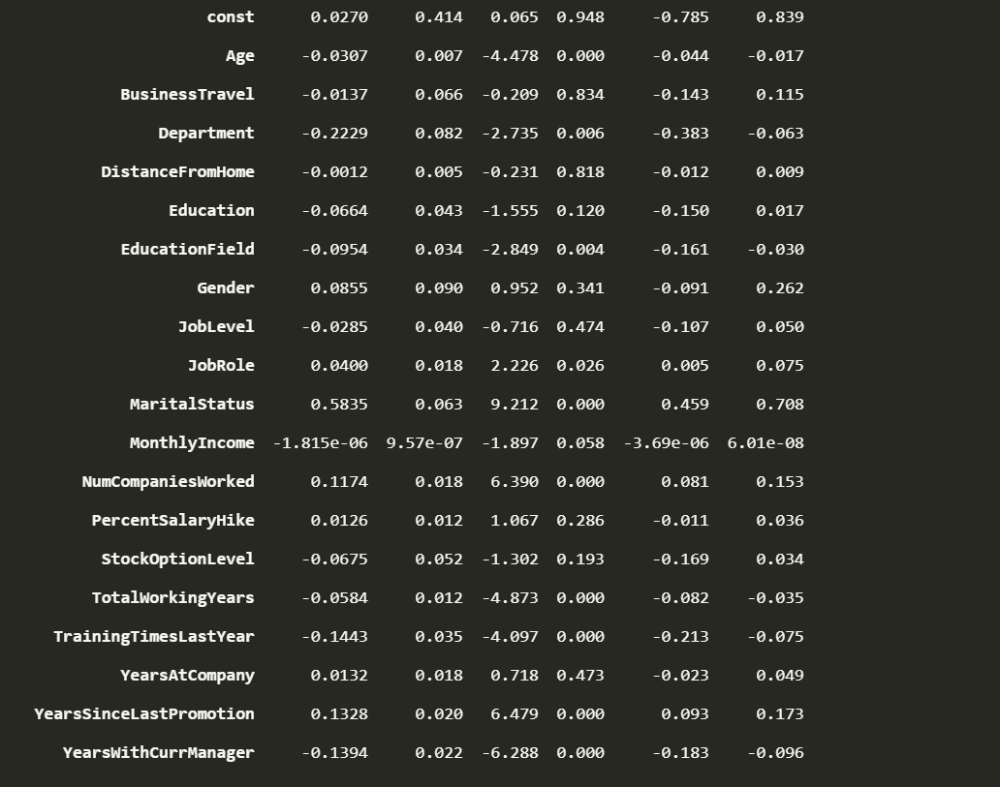 const 0.0270 0.414 0.065 0.948 -0.785 0.839
Age -0.0307 0.007 -4.478 0.000 -0.044 -0.017
BusinessTravel -0.0137 0.066 -0.209 0.834 -0.143 0.115
Department -0.2229 0.082 -2.735 0.006 -0.383 -0.063
DistanceFromHome -0.0012 0.005 -0.231 0.818 -0.012 0.009
Education -0.0664 0.043 -1.555 0.120 -0.150 0.017
EducationField -0.0954 0.034 -2.849 0.004 -0.161 -0.030
Gender 0.0855 0.090 0.952 0.341 -0.091 0.262
JobLevel -0.0285 0.040 -0.716 0.474 -0.107 0.050
JobRole 0.0400 0.018 2.226 0.026 0.005 0.075
MaritalStatus 0.5835 0.063 9.212 0.000 0.459 0.708
MonthlyIncome -1.815e-06 9.57e-07 -1.897 0.058 -3.69e-06 6.01e-08
NumCompaniesWorked 0.1174 0.018 6.390 0.000 0.081 0.153
PercentSalaryHike 0.0126 0.012 1.067 0.286 -0.011 0.036
StockOptionLevel -0.0675 0.052 -1.302 0.193 -0.169 0.034
TotalWorkingYears -0.0584 0.012 -4.873 0.000 -0.082 -0.035
TrainingTimesLastYear -0.1443 0.035 -4.097 0.000 -0.213 -0.075
YearsAtCompany 0.0132 0.018 0.718 0.473 -0.023 0.049
YearsSinceLastPromotion 0.1328 0.020 6.479 0.000 0.093 0.173
YearsWithCurrManager -0.1394 0.022 -6.288 0.000 -0.183 -0.096